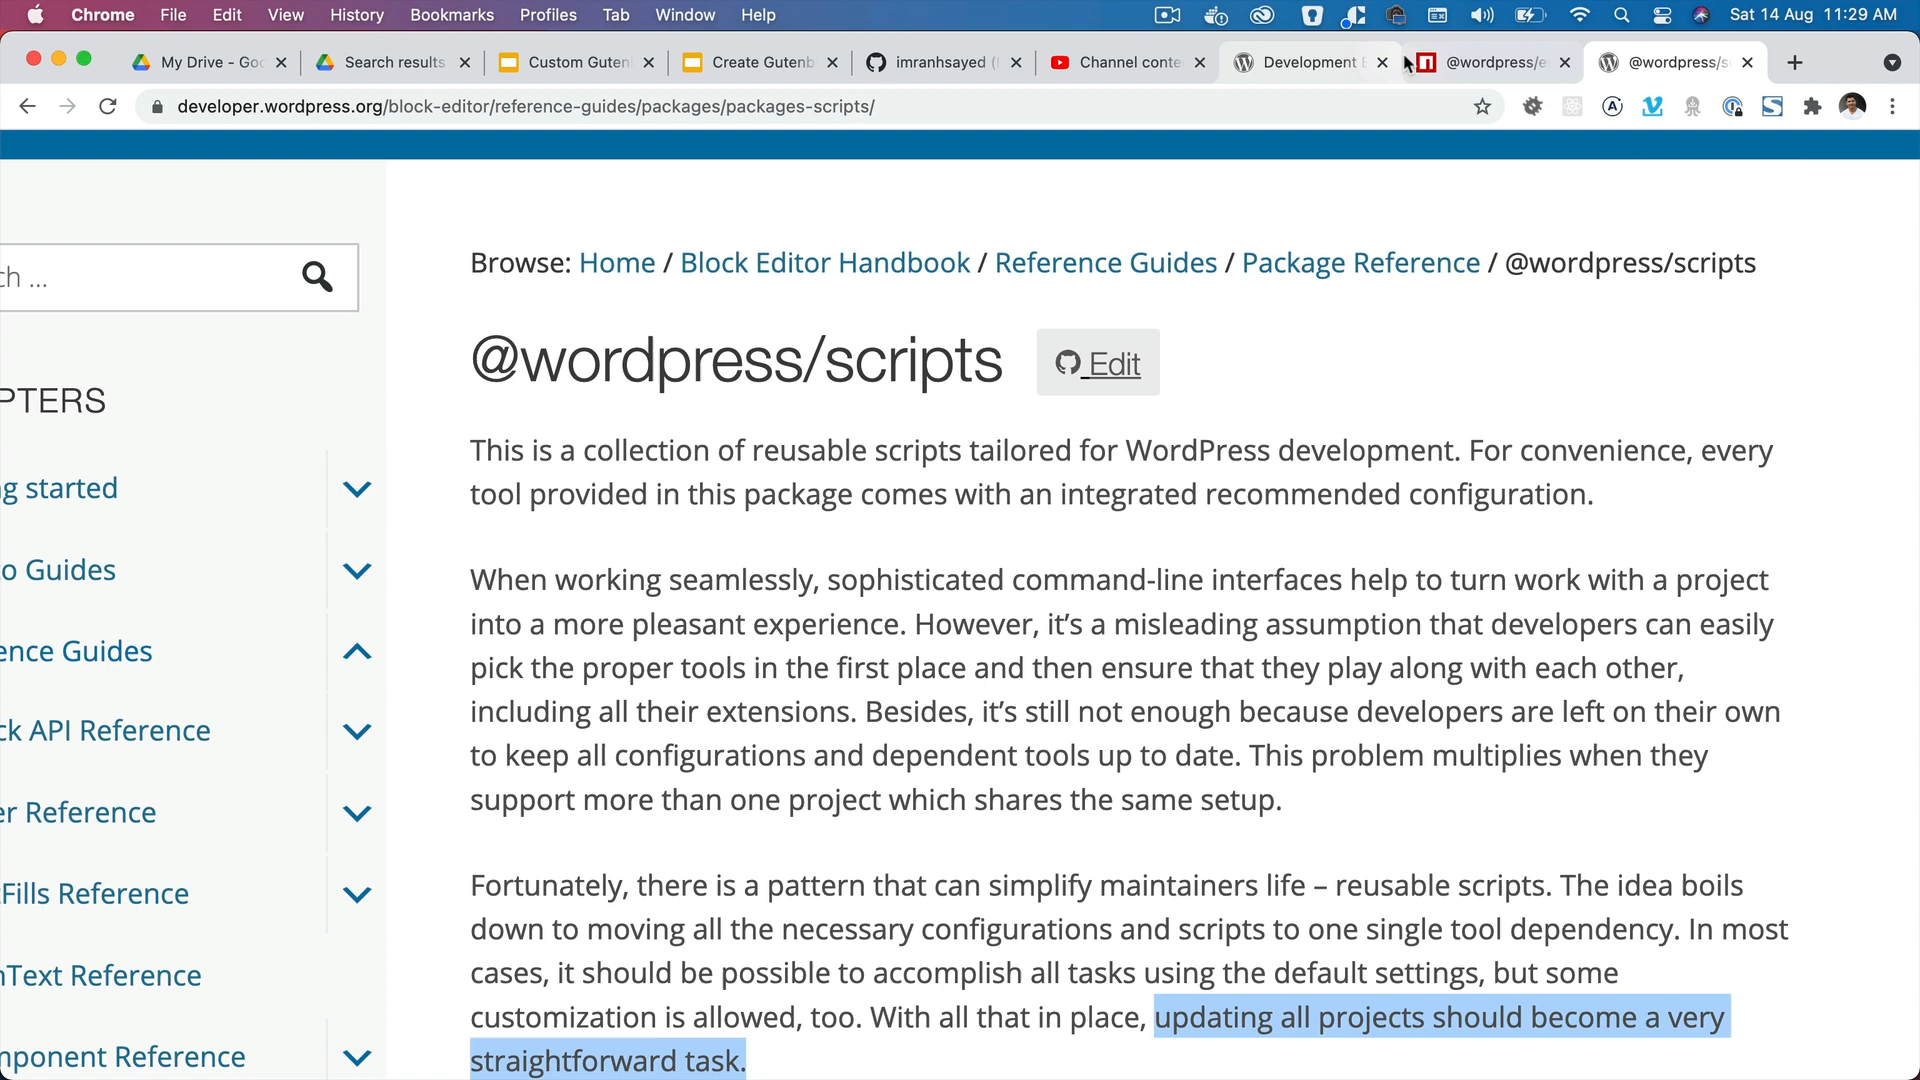 Chrome File Edit View History Bookmarks Profiles Tab Window Help Sat 14 Aug 11:29 AM
My Drive - Goo Search results Custom Guten Create Gutenb imranhsayed ( Channel conte Development @wordpress/e @wordpress/s
developer.wordpress.org/block-editor/reference-guides/packages/packages-scripts/
ch ...
Browse: Home / Block Editor Handbook / Reference Guides / Package Reference / @wordpress/scripts
@wordpress/scripts Edit
PTERS
g started
o Guides
ence Guides
ck API Reference
er Reference
Fills Reference
hText Reference
mponent Reference
This is a collection of reusable scripts tailored for WordPress development. For convenience, every
tool provided in this package comes with an integrated recommended configuration.
When working seamlessly, sophisticated command-line interfaces help to turn work with a project
into a more pleasant experience. However, it’s a misleading assumption that developers can easily
pick the proper tools in the first place and then ensure that they play along with each other,
including all their extensions. Besides, it’s still not enough because developers are left on their own
to keep all configurations and dependent tools up to date. This problem multiplies when they
support more than one project which shares the same setup.
Fortunately, there is a pattern that can simplify maintainers life – reusable scripts. The idea boils
down to moving all the necessary configurations and scripts to one single tool dependency. In most
cases, it should be possible to accomplish all tasks using the default settings, but some
customization is allowed, too. With all that in place, updating all projects should become a very
straightforward task.